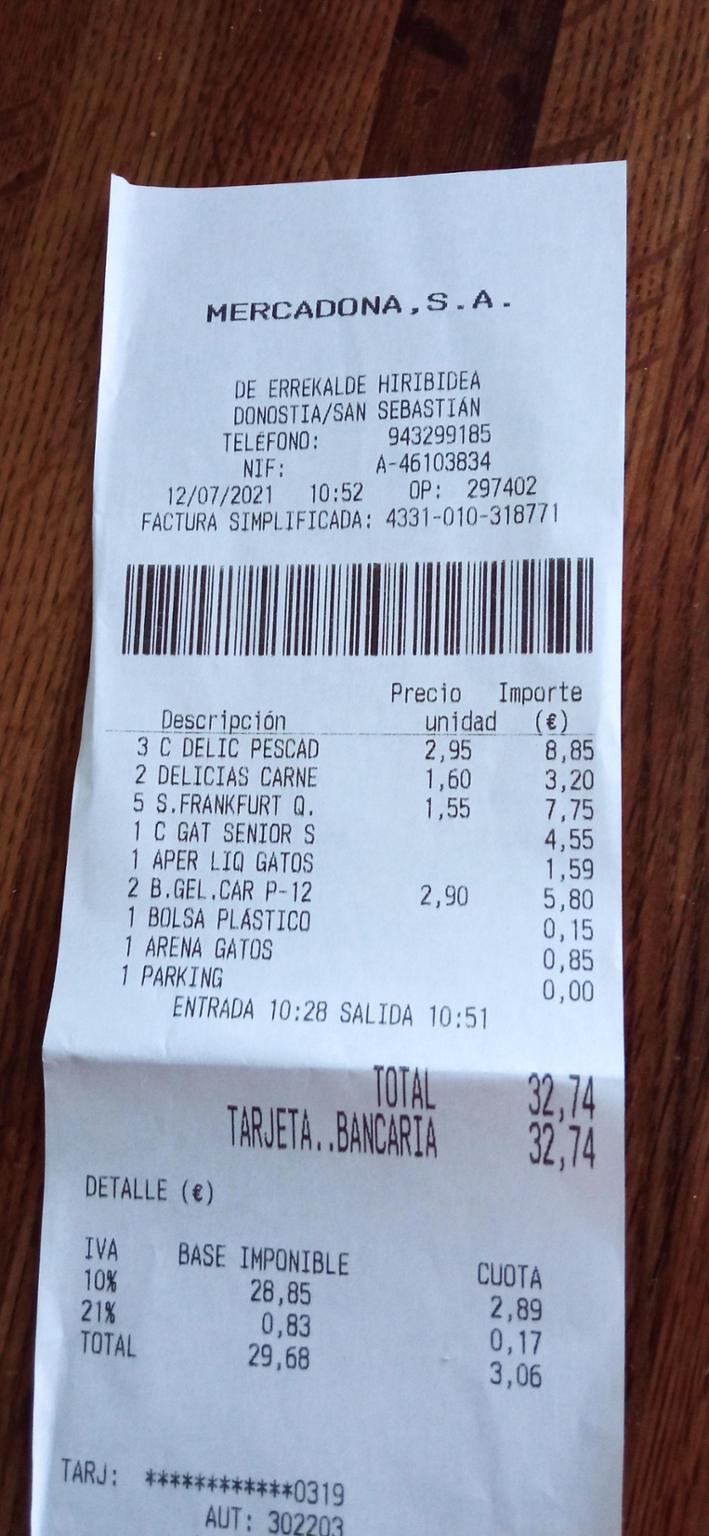 MERCADONA,S.A.
DE ERREKALDE HIRIBIDEA
DONOSTIA/SAN SEBASTIÁN
TELÉFONO: 943299185
NIF: A-46103834
12/07/2021 10:52 OP: 297402
FACTURA SIMPLIFICADA: 4331-010-318771
Precio Importe
Descripción unidad (€)
3 C DELIC PESCAD 2,95 8,85
2 DELICIAS CARNE 1,60 3,20
5 S.FRANKFURT Q. 1,55 7,75
1 C GAT SENIOR S 4,55
1 APER LIQ GATOS 1,59
2 B.GEL.CAR P-12 2,90 5,80
1 BOLSA PLÁSTICO 0,15
1 ARENA GATOS 0,85
1 PARKING 0,00
ENTRADA 10:28 SALIDA 10:51
TOTAL 32,74
TARJETA..BANCARIA 32,74
DETALLE (€)
IVA BASE IMPONIBLE CUOTA
10% 28,85 2,89
21% 0,83 0,17
TOTAL 29,68 3,06
TARJ: ************0319
AUT: 302203